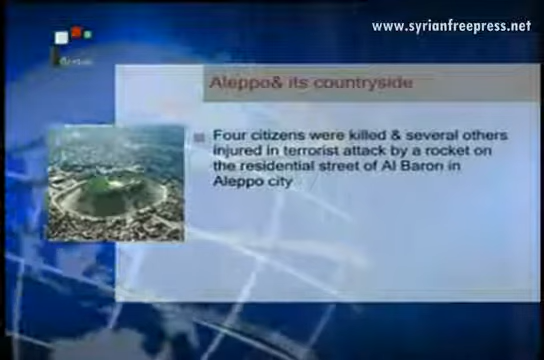 www.syrianfreepress.net
Aleppo& its countryside
Four citizens were killed & several others
injured in terrorist attack by a rocket on
the residential street of Al Baron in
Aleppo city